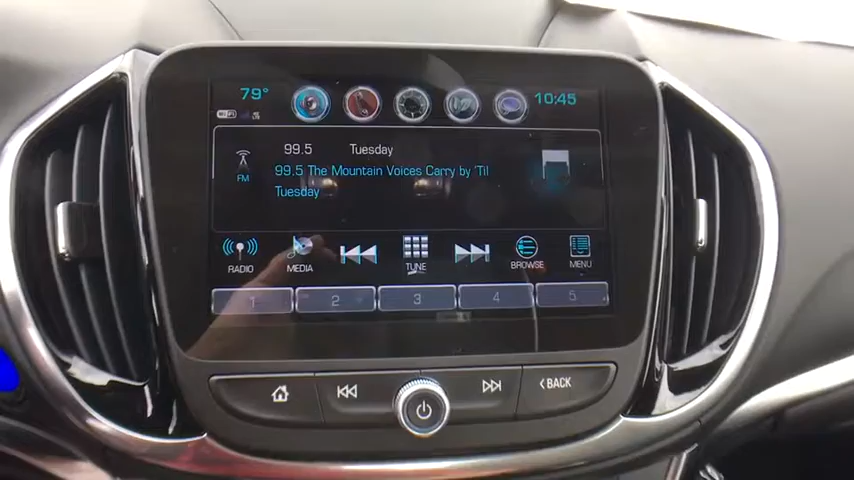 79° 10:45
WiFi
99.5 Tuesday
99.5 The Mountain Voices Carry by 'Til
Tuesday
FM
RADIO MEDIA TUNE BROWSE MENU
1 2 3 4 5
BACK